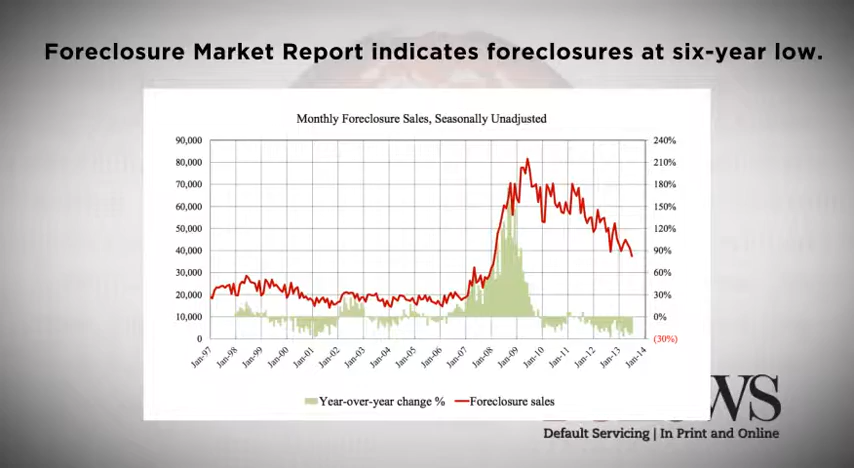 Foreclosure Market Report indicates foreclosures at six-year low.
Monthly Foreclosure Sales, Seasonally Unadjusted
90,000 240%
80,000 210%
70,000 180%
60,000 150%
50,000 120%
40,000 90%
30,000 60%
20,000 30%
10,000 0%
0 (30%)
Jan-97 Jan-98 Jan-99 Jan-00 Jan-01 Jan-02 Jan-03 Jan-04 Jan-05 Jan-06 Jan-07 Jan-08 Jan-09 Jan-10 Jan-11 Jan-12 Jan-13 Jan-14
Year-over-year change % Foreclosure sales
Default Servicing | In Print and Online